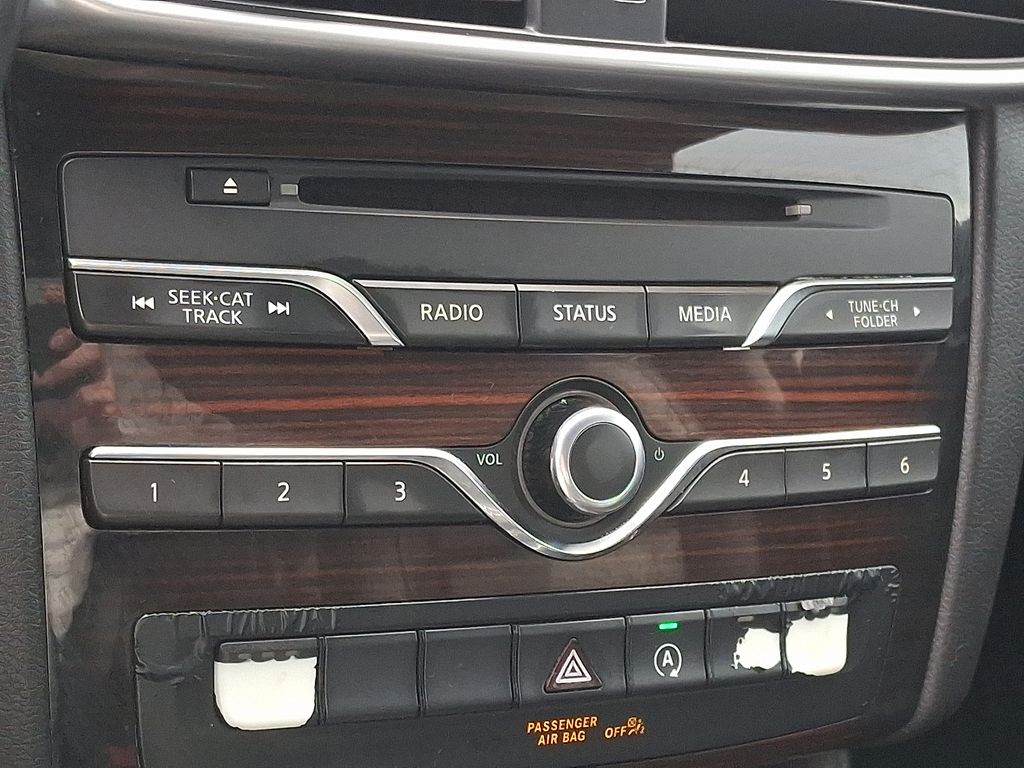 SEEK·CAT
TRACK
RADIO
STATUS
MEDIA
TUNE·CH
FOLDER
VOL
1
2
3
4
5
6
A
PASSENGER
AIR BAG
OFF